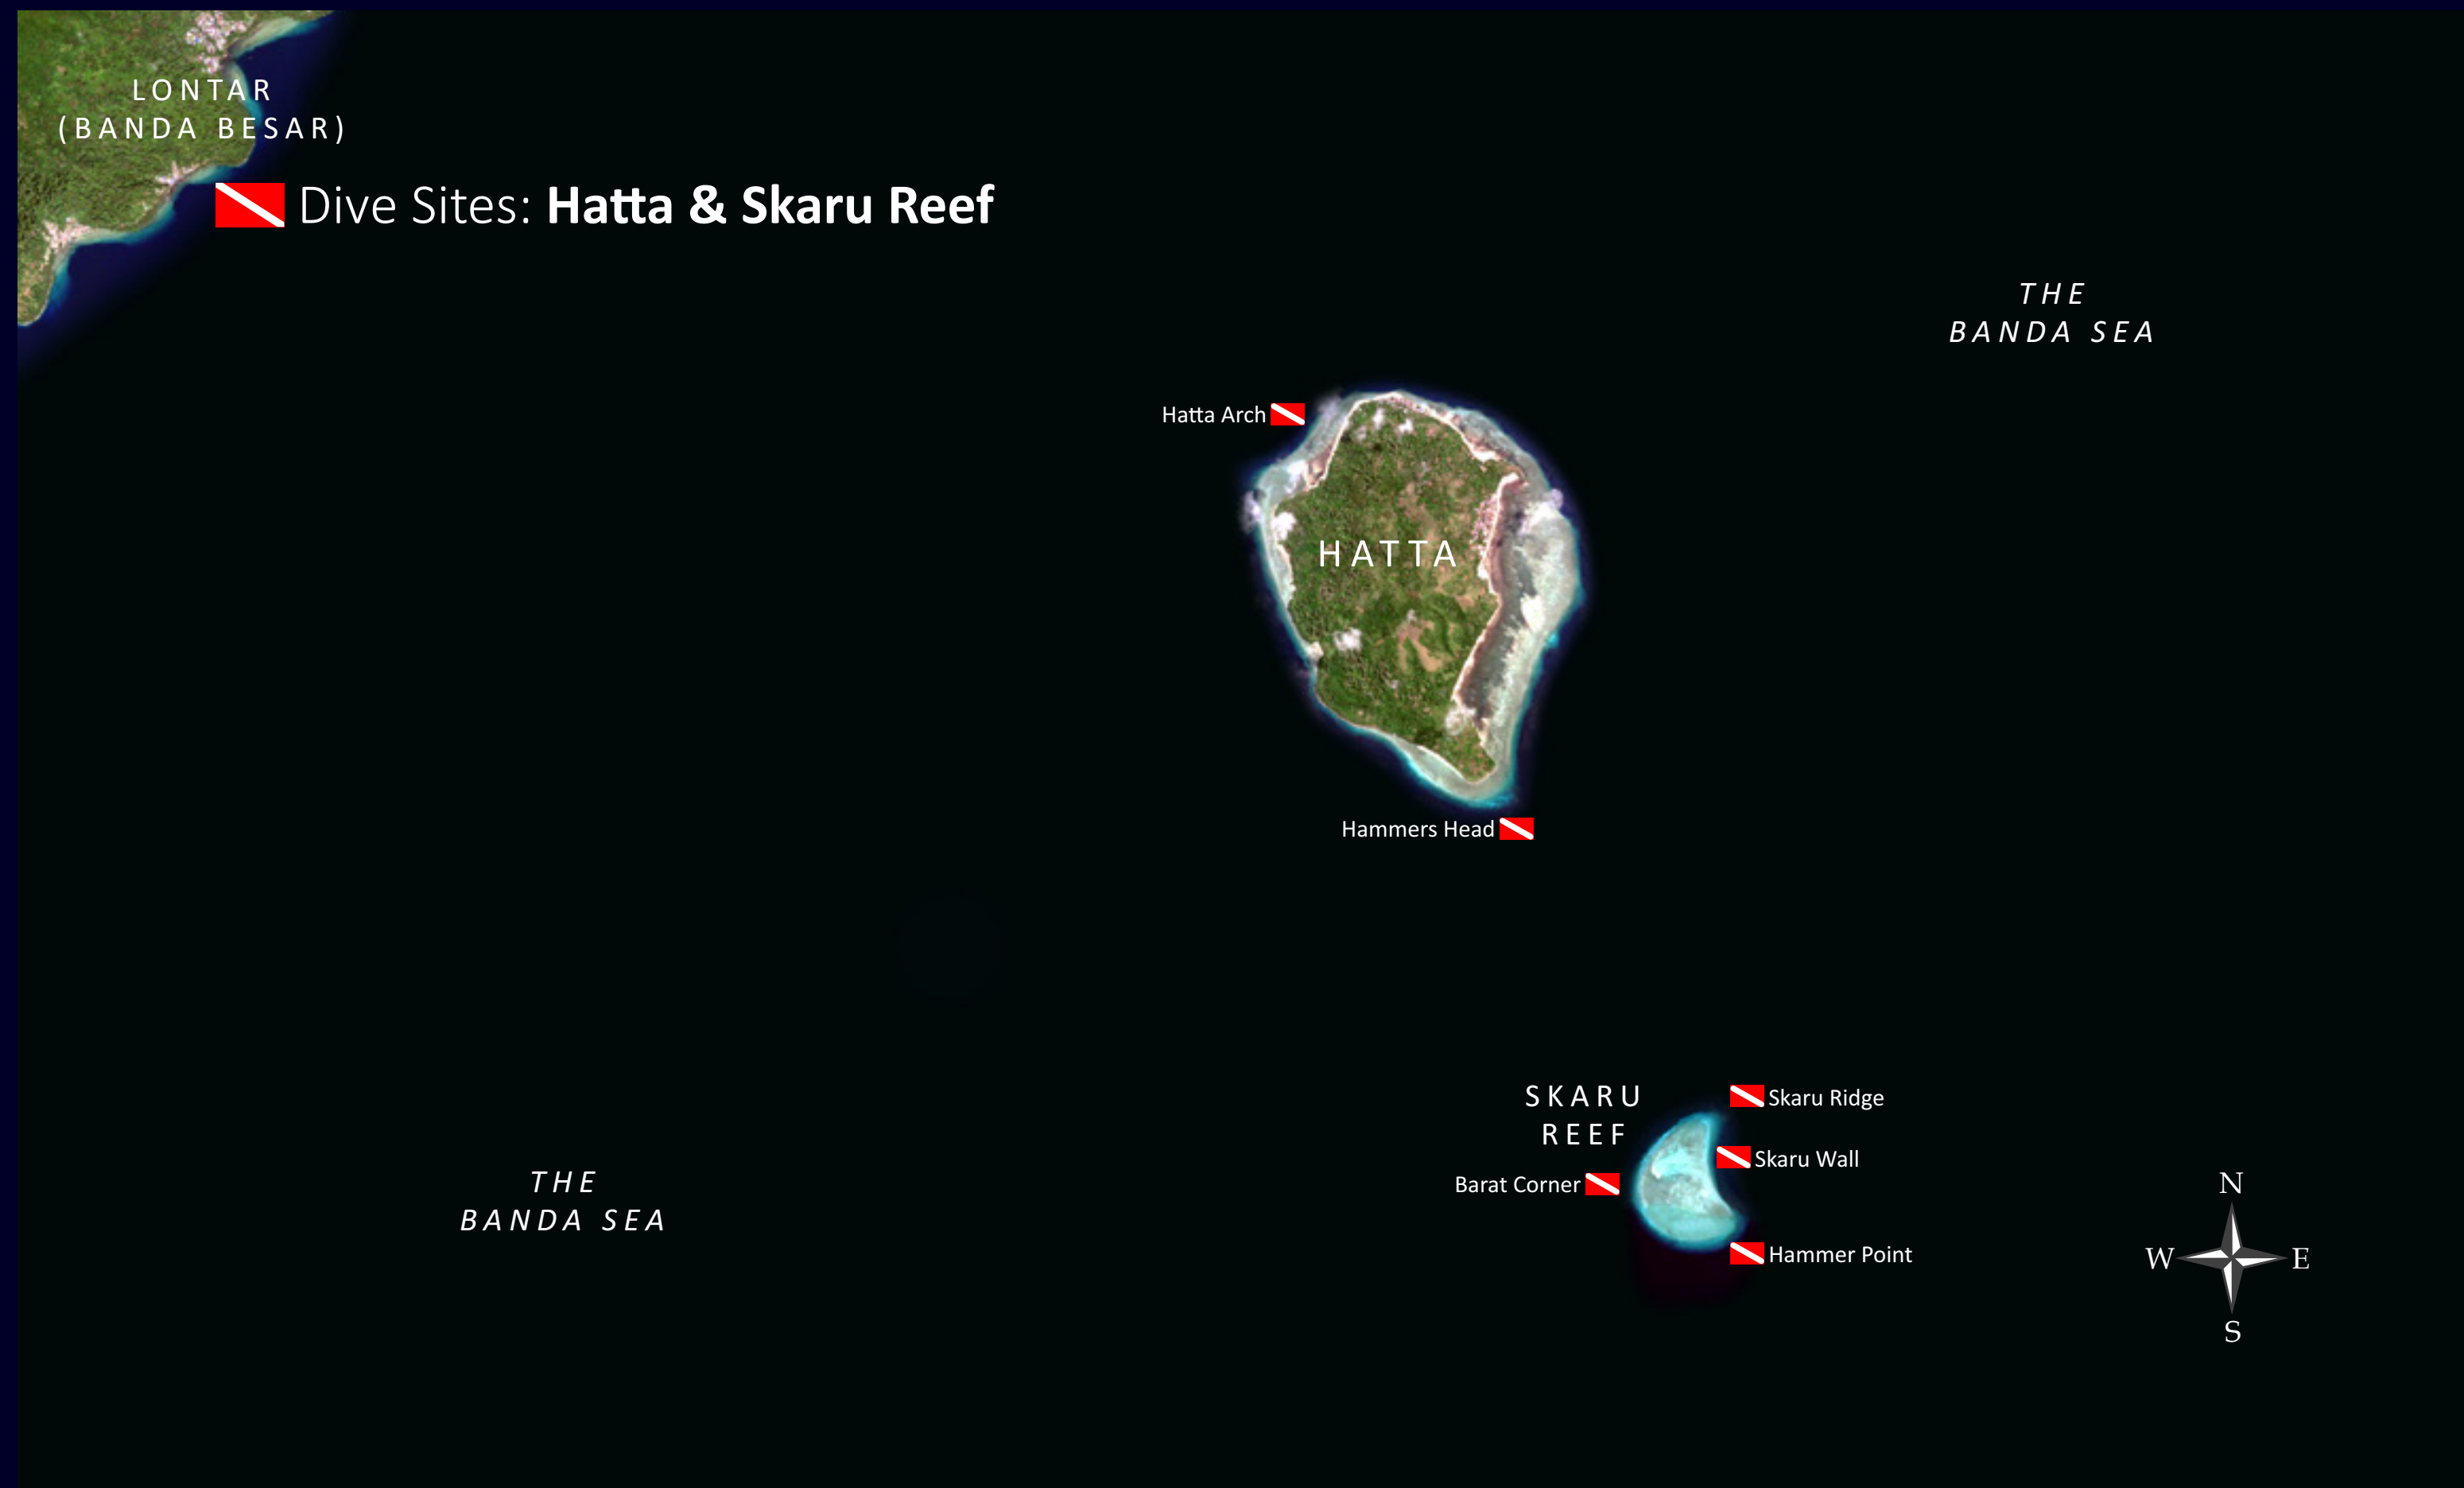 LONTAR
(BANDA BESAR)
Dive Sites: Hatta & Skaru Reef
THE
BANDA SEA
Hatta Arch
HATTA
Hammers Head
SKARU
REEF
Skaru Ridge
Skaru Wall
Barat Corner
Hammer Point
THE
BANDA SEA
N
W E
S